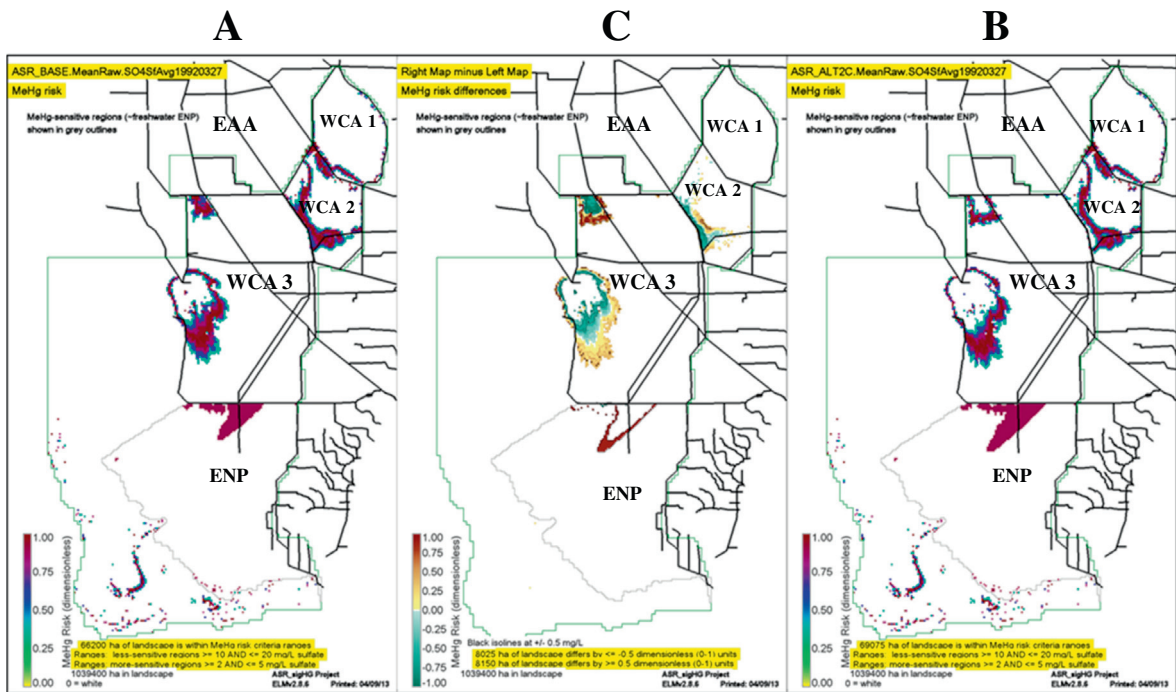 A
C
B
ASR_BASE.MeanRaw.SO4SfAvg19920327
MeHg risk
MeHg-sensitive regions (~freshwater ENP)
shown in grey outlines
EAA
WCA 1
WCA 2
WCA 3
ENP
1.00
0.75
0.50
0.25
0.00
MeHg Risk (dimensionless)
66200 ha of landscape is within MeHg risk criteria ranges
Ranges: less-sensitive regions >= 10 AND <= 20 mg/L sulfate
Ranges: more-sensitive regions >= 2 AND <= 5 mg/L sulfate
1039400 ha in landscape
0 = white
ASR_sigHG project
ELMv2.8.6 Printed: 04/09/13
Right Map minus Left Map
MeHg risk differences
MeHg-sensitive regions (~freshwater ENP)
shown in grey outlines
EAA
WCA 1
WCA 2
WCA 3
ENP
1.00
0.75
0.50
0.25
0.00
-0.25
-0.50
-0.75
-1.00
MeHg Risk (dimensionless)
Black isolines at +/- 0.5 mg/L
8025 ha of landscape differs by <= -0.5 dimensionless (0-1) units
8150 ha of landscape differs by >= 0.5 dimensionless (0-1) units
1039400 ha in landscape
ASR_sigHG project
ELMv2.8.6 Printed: 04/09/13
ASR_ALT2C.MeanRaw.SO4SfAvg19920327
MeHg risk
MeHg-sensitive regions (~freshwater ENP)
shown in grey outlines
EAA
WCA 1
WCA 2
WCA 3
ENP
1.00
0.75
0.50
0.25
0.00
MeHg Risk (dimensionless)
69075 ha of landscape is within MeHg risk criteria ranges
Ranges: less-sensitive regions >= 10 AND <= 20 mg/L sulfate
Ranges: more-sensitive regions >= 2 AND <= 5 mg/L sulfate
1039400 ha in landscape
0 = white
ASR_sigHG project
ELMv2.8.6 Printed: 04/09/13